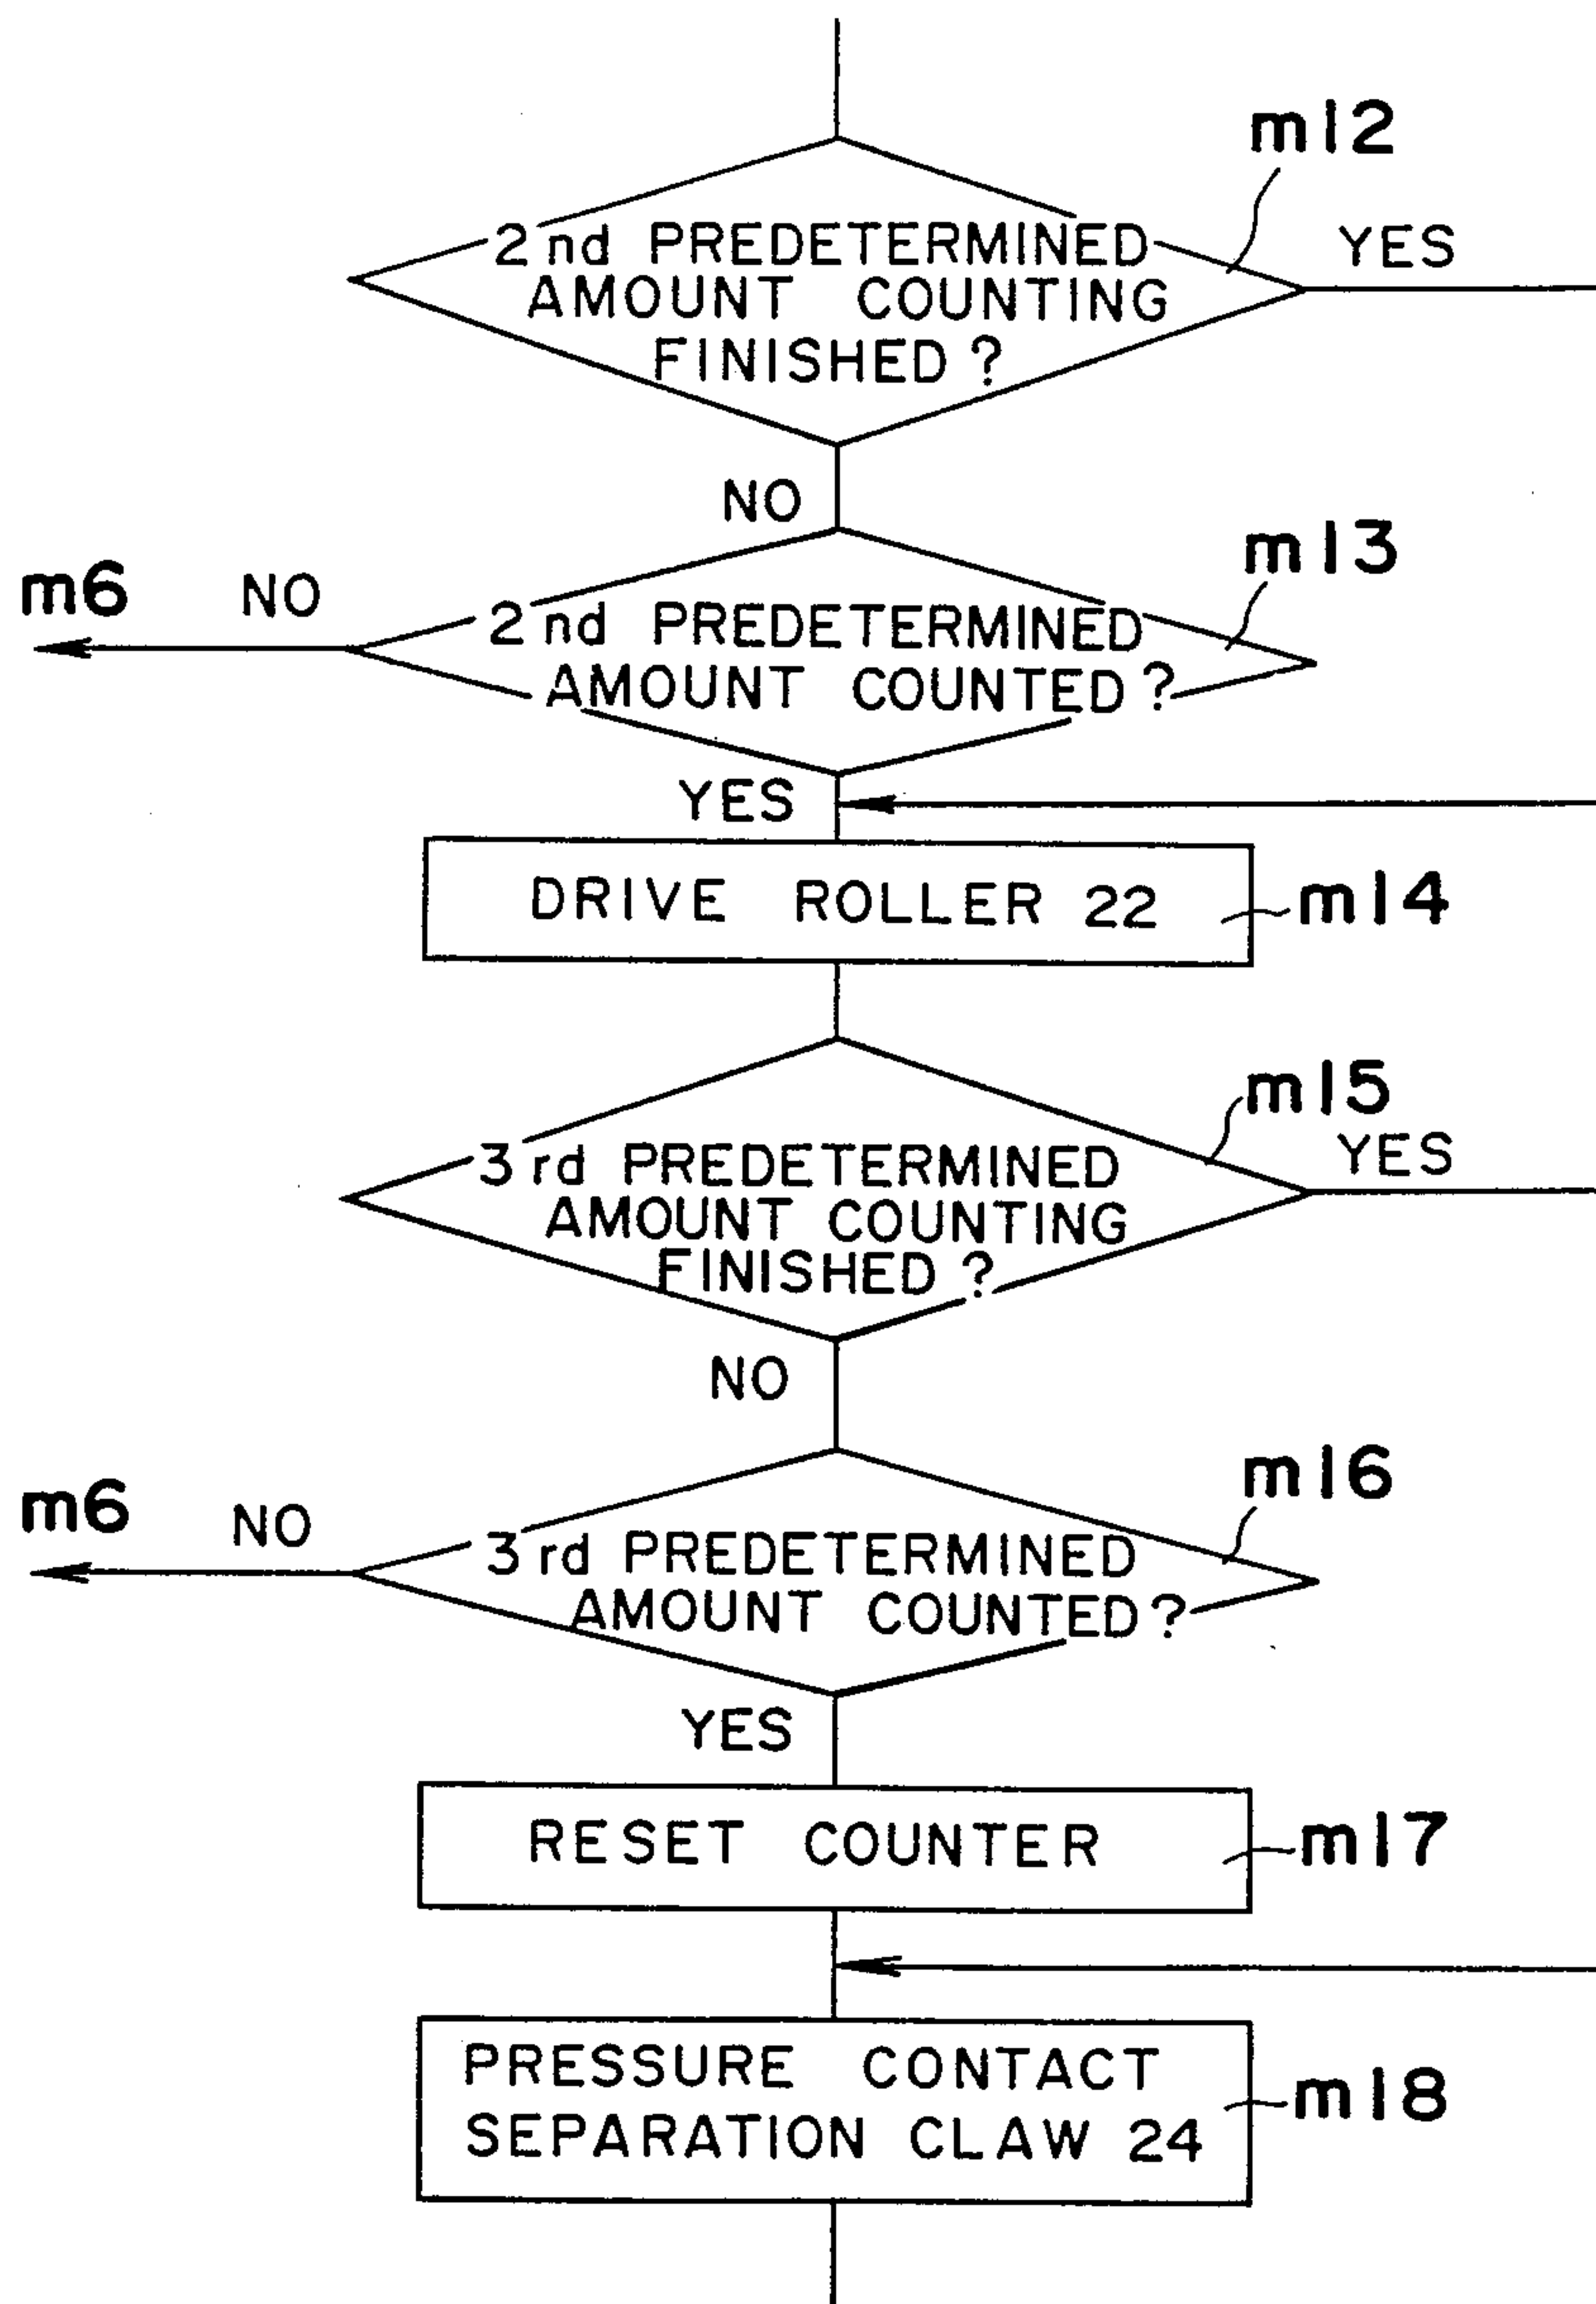 m12
2nd PREDETERMINED
AMOUNT COUNTING
FINISHED?
YES
NO
m13
m6
NO
2nd PREDETERMINED
AMOUNT COUNTED?
YES
DRIVE ROLLER 22
m14
m15
3rd PREDETERMINED
AMOUNT COUNTING
FINISHED?
YES
NO
m16
m6
NO
3rd PREDETERMINED
AMOUNT COUNTED?
YES
RESET COUNTER
m17
PRESSURE CONTACT
SEPARATION CLAW 24
m18